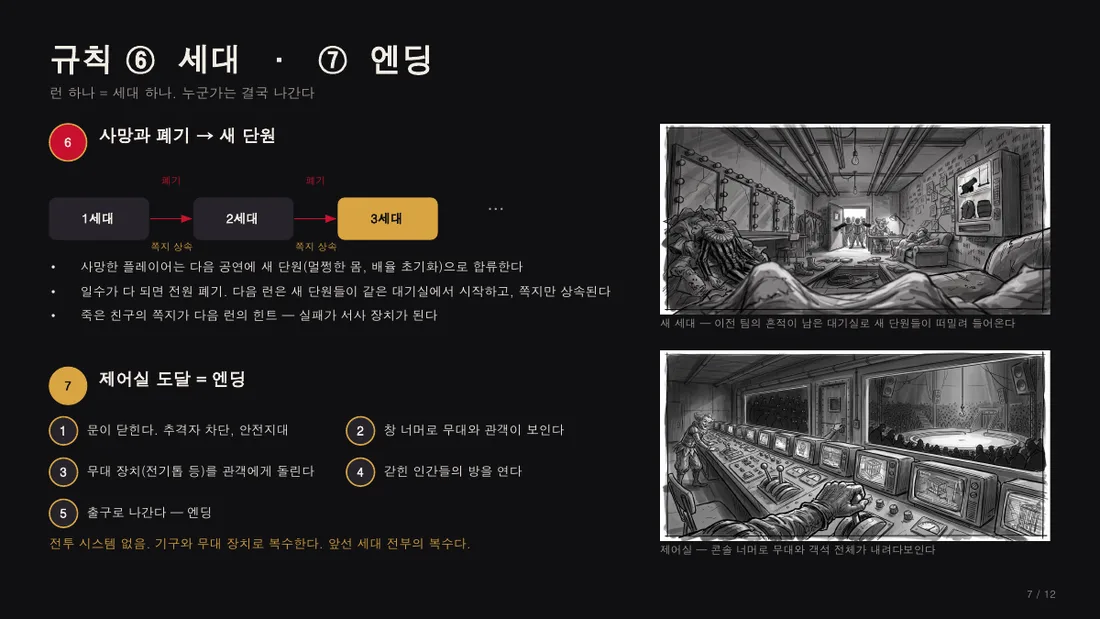 규칙 ⑥ 세대 · ⑦ 엔딩
런 하나 = 세대 하나. 누군가는 결국 나간다
6 사망과 폐기 → 새 단원
폐기 폐기
1세대 2세대 3세대 ...
쪽지 상속 쪽지 상속
• 사망한 플레이어는 다음 공연에 새 단원(멀쩡한 몸, 배율 초기화)으로 합류한다
• 일수가 다 되면 전원 폐기. 다음 런은 새 단원들이 같은 대기실에서 시작하고, 쪽지만 상속된다
• 죽은 친구의 쪽지가 다음 런의 힌트 — 실패가 서사 장치가 된다
새 세대 — 이전 팀의 흔적이 남은 대기실로 새 단원들이 떠밀려 들어온다
7 제어실 도달 = 엔딩
1 문이 닫힌다. 추격자 차단, 안전지대
2 창 너머로 무대와 관객이 보인다
3 무대 장치(전기톱 등)를 관객에게 돌린다
4 갇힌 인간들의 방을 연다
5 출구로 나간다 — 엔딩
전투 시스템 없음. 기구와 무대 장치로 복수한다. 앞선 세대 전부의 복수다.
제어실 — 콘솔 너머로 무대와 객석 전체가 내려다보인다
7 / 12